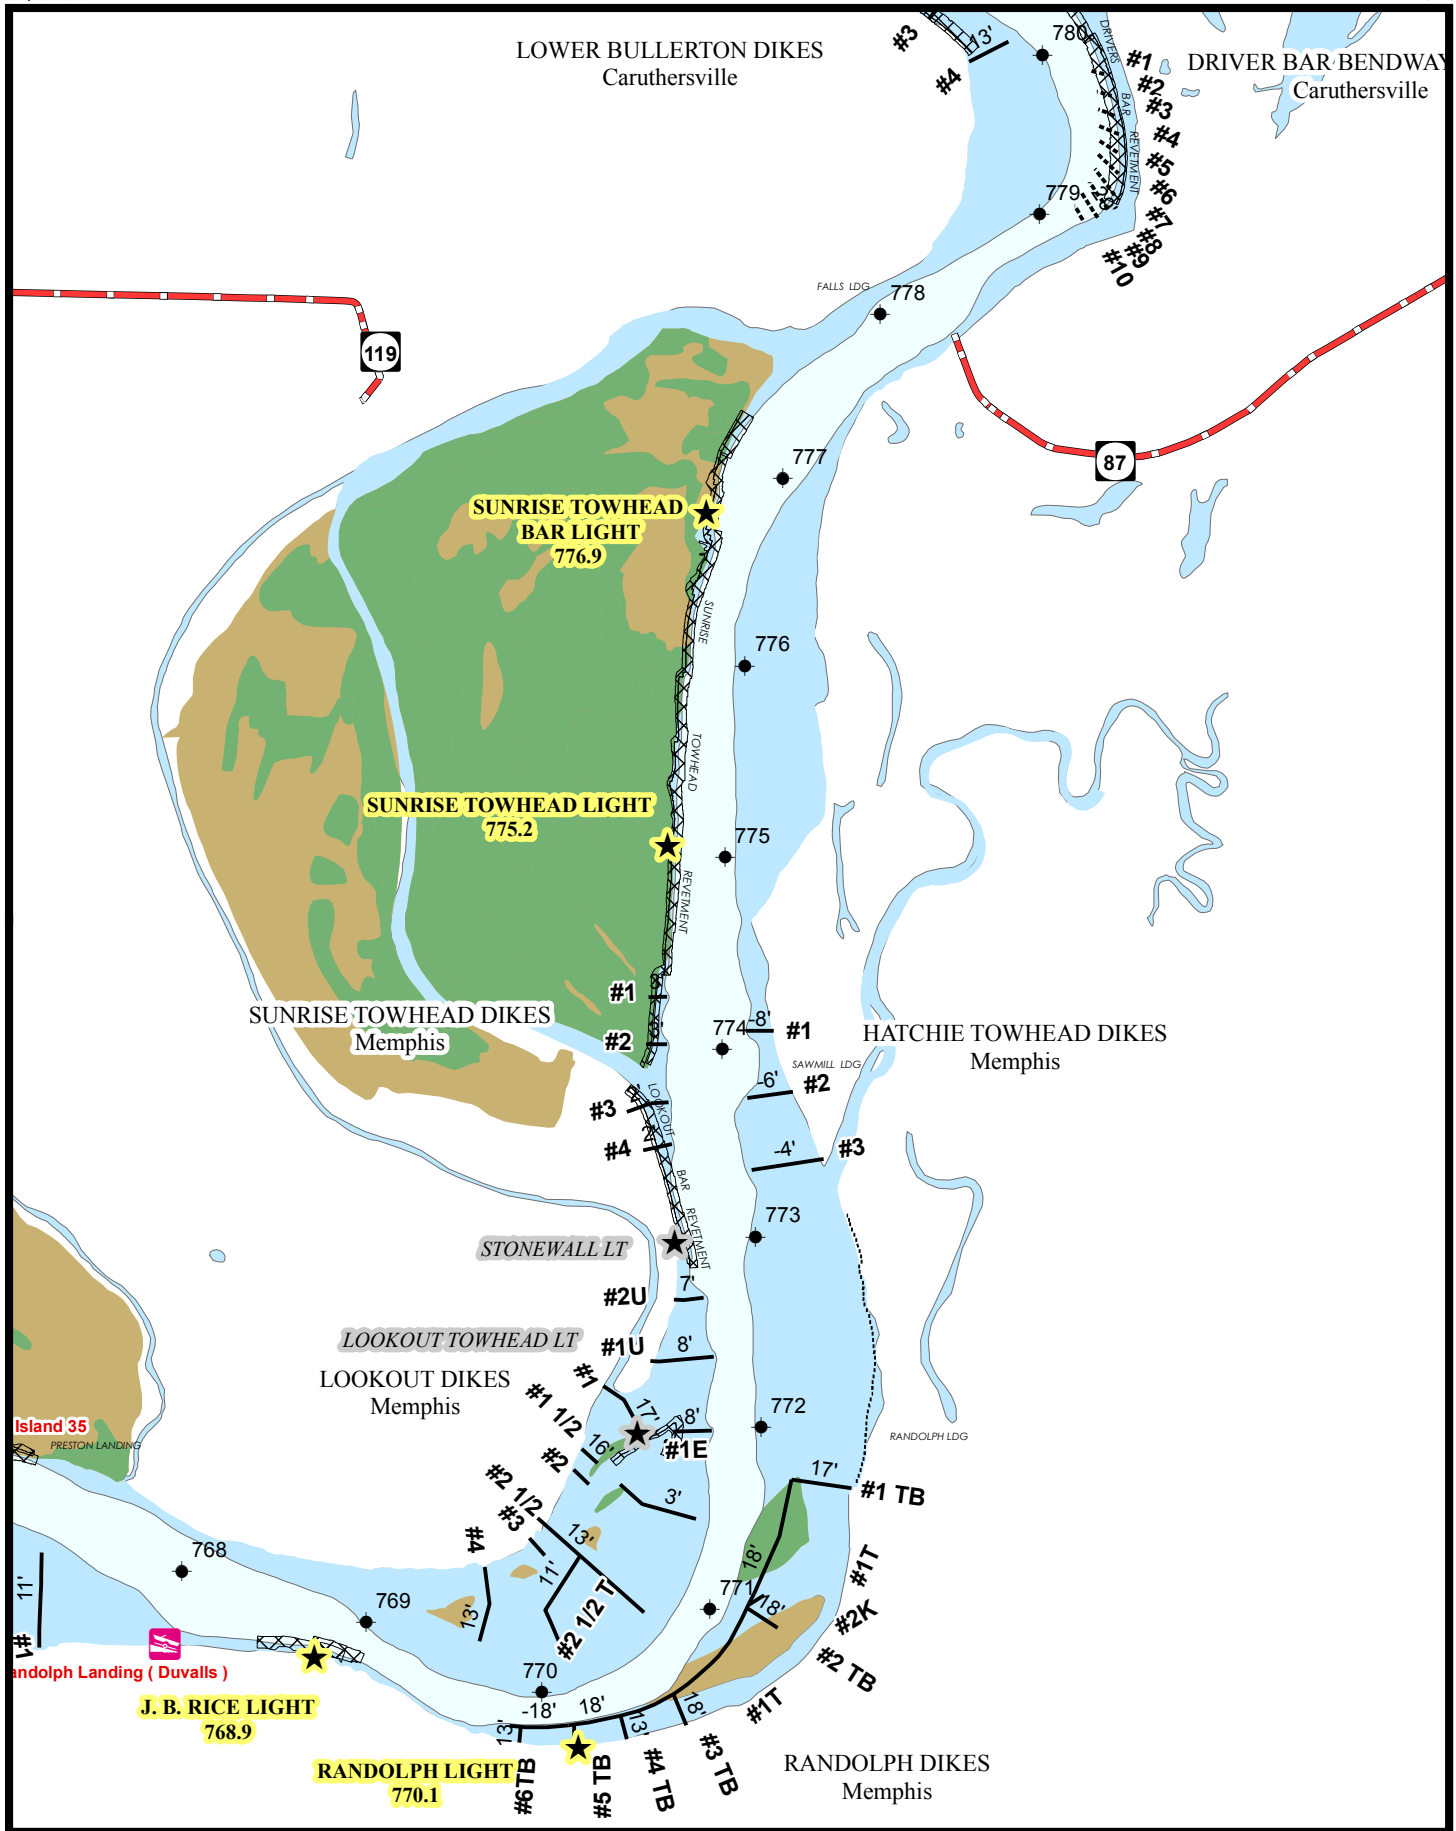 LOWER BULLERTON DIKES
Caruthersville
#3
#4
3'
780
DRIVERS
BAR
REVETMENT
#1
#2
#3
#4
#5
#6
#7
#8
#9
#10
DRIVER BAR BENDWAY
Caruthersville
779
FALLS LDG
778
119
87
777
SUNRISE TOWHEAD
BAR LIGHT
776.9
SUNRISE
776
TOWHEAD
SUNRISE TOWHEAD LIGHT
775.2
775
REVETMENT
#1
SUNRISE TOWHEAD DIKES
Memphis
#2
774
-8'
#1
HATCHIE TOWHEAD DIKES
Memphis
SAWMILL LDG
-6'
#2
#3
LOOKOUT
#4
-4'
#3
BAR
REVETMENT
773
STONEWALL LT
7'
#2U
LOOKOUT TOWHEAD LT
#1U
8'
LOOKOUT DIKES
Memphis
#1
17'
8'
#1E
772
#1 1/2
16'
#2
RANDOLPH LDG
Island 35
PRESTON LANDING
#2 1/2
3'
17'
#1 TB
#3
13'
#4
18'
#1T
768
11'
771
18'
#2K
769
13'
#2 1/2 T
#2 TB
11'
#1
andolph Landing ( Duvalls )
770
#1T
J. B. RICE LIGHT
768.9
-18'
18'
18'
13'
13'
#3 TB
RANDOLPH LIGHT
770.1
#6TB
#5 TB
#4 TB
RANDOLPH DIKES
Memphis